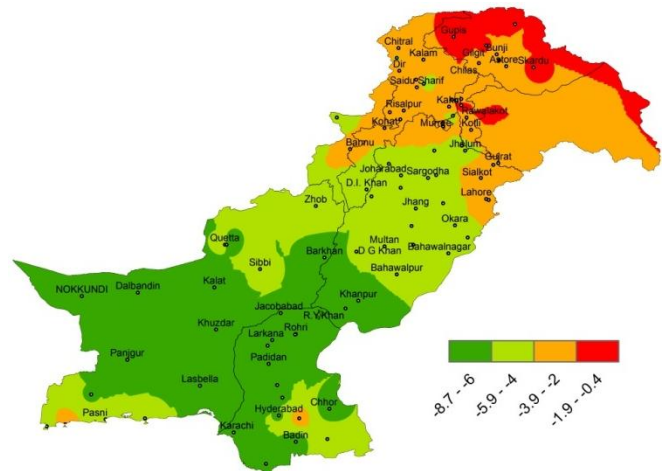 Gupis
Chitral
Gilgit
Bunji
Kalam
Astore
Skardu
Dir
Chilas
Saidu Sharif
Risalpur
Rawalakot
Kohat
Kotli
Bannu
Jhalum
Gujrat
Joharabad
Sargodha
Sialkot
D.I. Khan
Lahore
Zhob
Jhang
Okara
Quetta
Multan
Barkhan
D G Khan
Bahawalnagar
Sibbi
Bahawalpur
Kalat
Dalbandin
NOKKUNDI
Khanpur
Jacobabad
R.Y.Khan
Khuzdar
Rohri
Larkana
Panjgur
Padidan
Lasbella
Chhor
Pasni
Hyderabad
Karachi
Badin
-8.7 - -6
-5.9 - -4
-3.9 - -2
-1.9 - -0.4